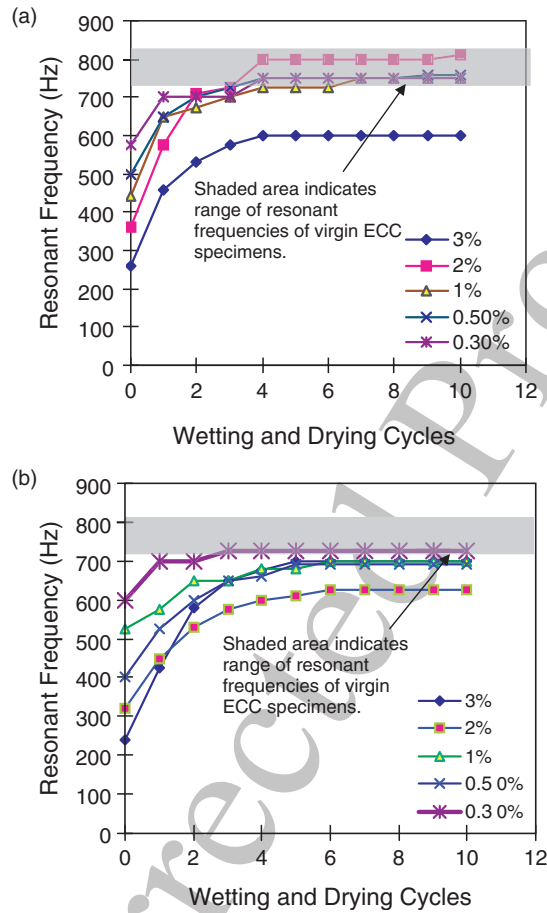 (a)
900
800
700
600
500
400
300
200
100
0
Resonant Frequency (Hz)
Shaded area indicates
range of resonant
frequencies of virgin ECC
specimens.
3%
2%
1%
0.50%
0.30%
0 2 4 6 8 10 12
Wetting and Drying Cycles
(b)
900
800
700
600
500
400
300
200
100
0
Resonant Frequency (Hz)
Shaded area indicates
range of resonant
frequencies of virgin
ECC specimens.
3%
2%
1%
0.5 0%
0.3 0%
0 2 4 6 8 10 12
Wetting and Drying Cycles
rected Pro